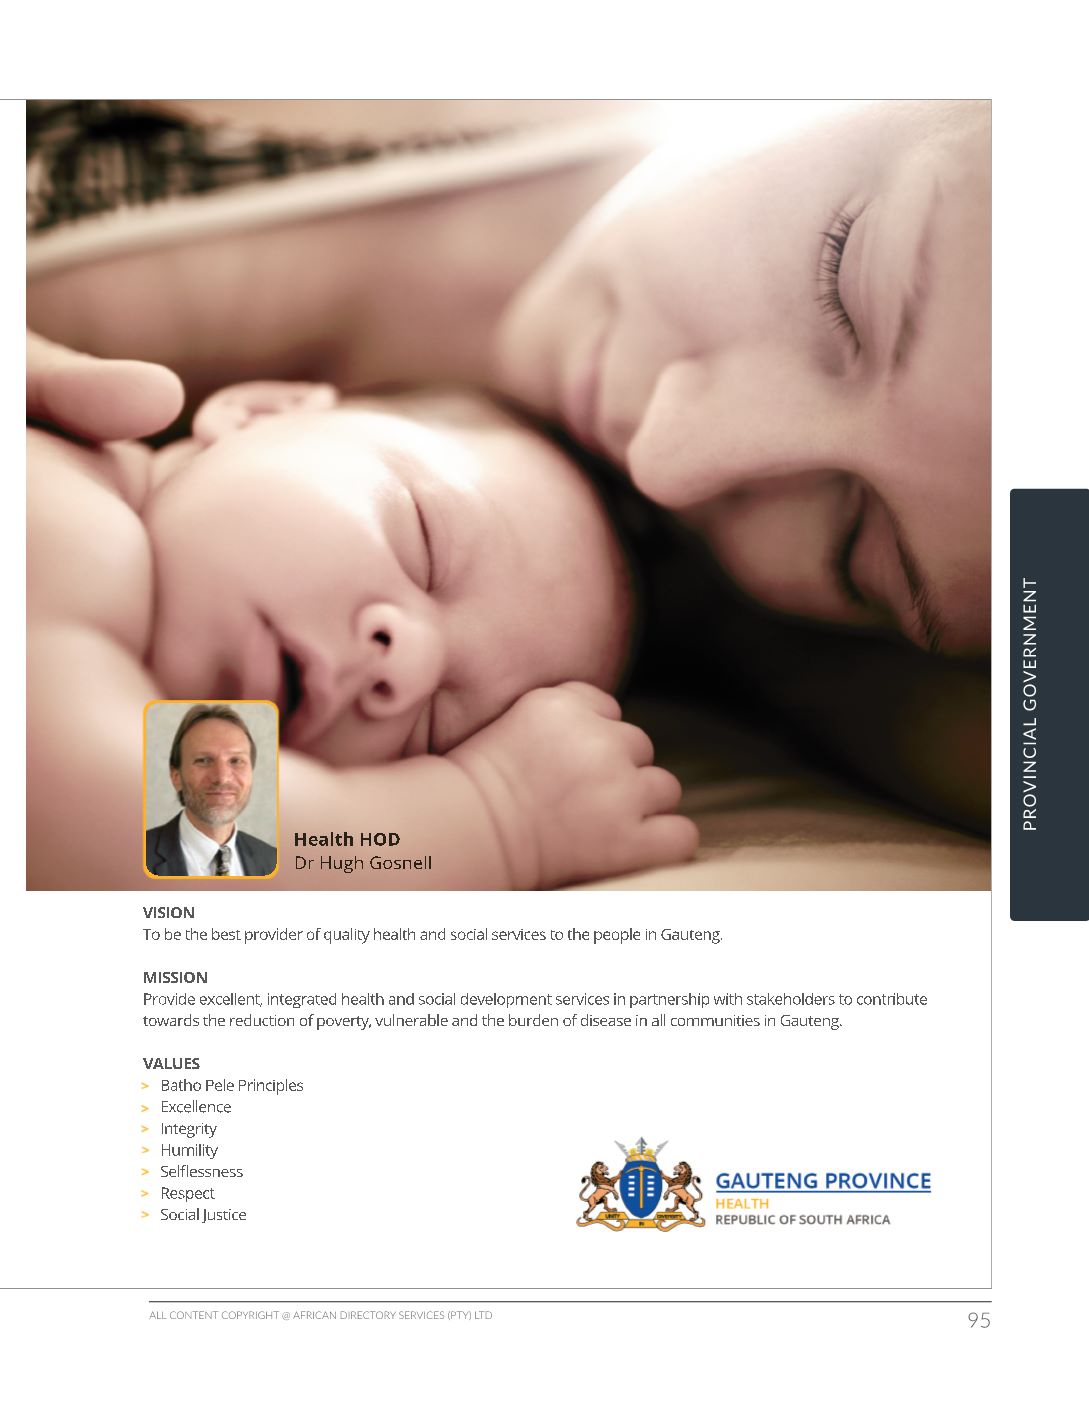 Health HOD
Dr Hugh Gosnell
VISION
To be the best provider of quality health and social services to the people in Gauteng.
MISSION
Provide excellent, integrated health and social development services in partnership with stakeholders to contribute
towards the reduction of poverty, vulnerable and the burden of disease in all communities in Gauteng.
VALUES
> Batho Pele Principles
> Excellence
> Integrity
> Humility
> Selflessness
> Respect
> Social Justice
UNITY IN DIVERSITY
GAUTENG PROVINCE
HEALTH
REPUBLIC OF SOUTH AFRICA
PROVINCIAL GOVERNMENT
ALL CONTENT COPYRIGHT @ AFRICAN DIRECTORY SERVICES (PTY) LTD
95